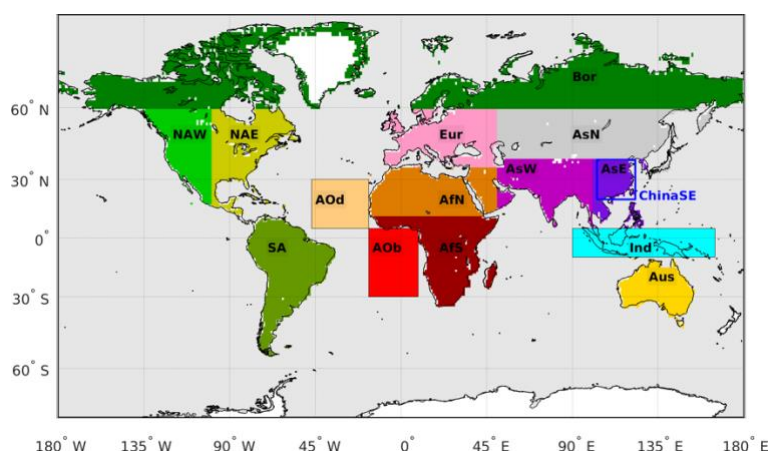 Bor
60° N
NAW NAE Eur AsN
AsW AsE
30° N
AOd AfN ChinaSE
0°
SA AOb AfS Ind
Aus
30° S
60° S
180° W 135° W 90° W 45° W 0° 45° E 90° E 135° E 180° E